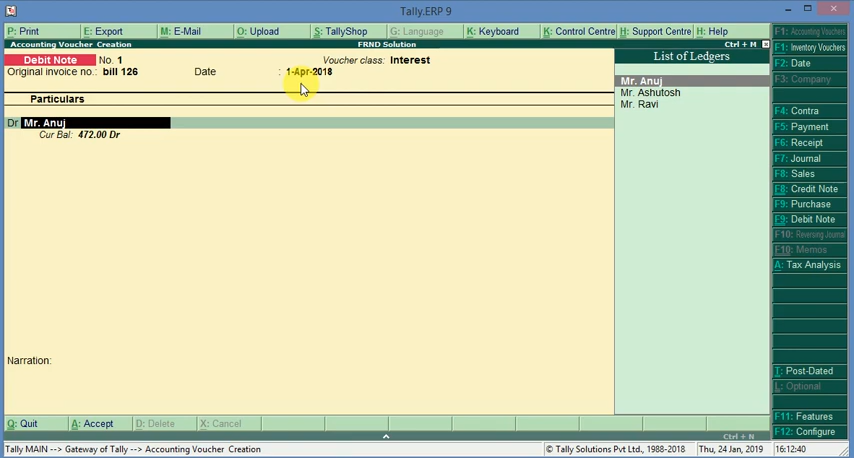 Tally.ERP 9
P: Print E: Export M: E-Mail O: Upload S: TallyShop G: Language K: Keyboard K: Control Centre H: Support Centre H: Help
Accounting Voucher Creation FRND Solution Ctrl + M
Debit Note No. 1 Voucher class: Interest
Original invoice no.: bill 126 Date : 1-Apr-2018
Particulars
Dr Mr. Anuj
Cur Bal: 472.00 Dr
Narration:
List of Ledgers
Mr. Anuj
Mr. Ashutosh
Mr. Ravi
F1: Accounting Vouchers
F1: Inventory Vouchers
F2: Date
F3: Company
F4: Contra
F5: Payment
F6: Receipt
F7: Journal
F8: Sales
F8: Credit Note
F9: Purchase
F9: Debit Note
F10: Reversing Journal
F10: Memos
A: Tax Analysis
T: Post-Dated
L: Optional
F11: Features
F12: Configure
Q: Quit A: Accept D: Delete X: Cancel
Ctrl + N
Tally MAIN --> Gateway of Tally --> Accounting Voucher Creation © Tally Solutions Pvt Ltd., 1988-2018 Thu, 24 Jan, 2019 16:12:40